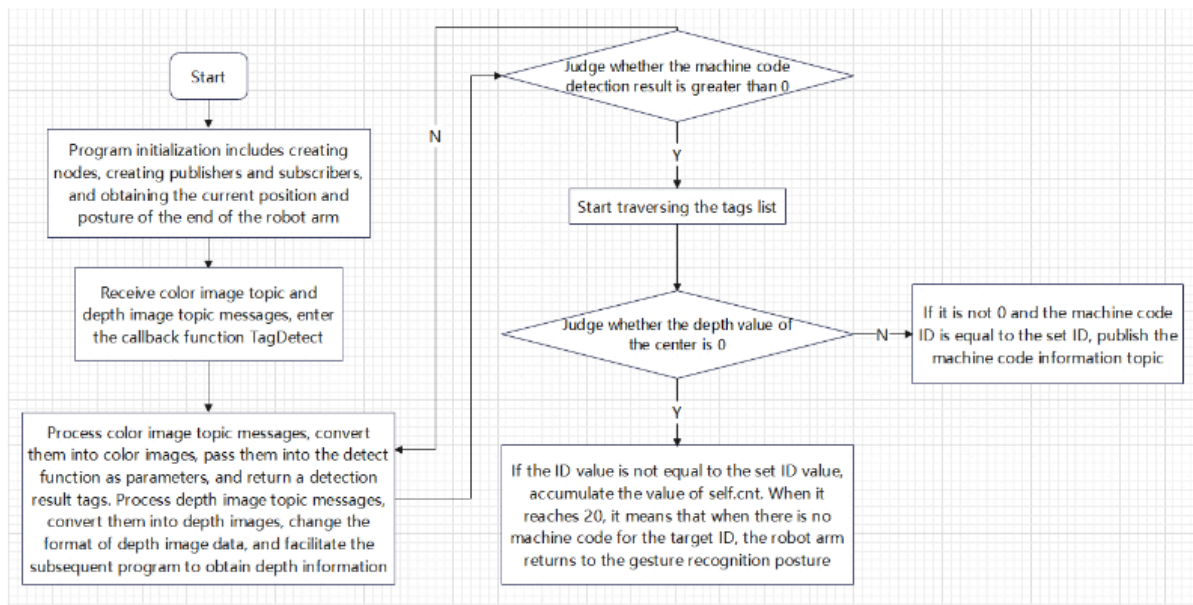 Start
Program initialization includes creating
nodes, creating publishers and subscribers,
and obtaining the current position and
posture of the end of the robot arm
Receive color image topic and
depth image topic messages, enter
the callback function TagDetect
Process color image topic messages, convert
them into color images, pass them into the detect
function as parameters, and return a detection
result tags. Process depth image topic messages,
convert them into depth images, change the
format of depth image data, and facilitate the
subsequent program to obtain depth information
N
Judge whether the machine code
detection result is greater than 0
Y
Start traversing the tags list
Judge whether the depth value of
the center is 0
N
If it is not 0 and the machine code
ID is equal to the set ID, publish the
machine code information topic
Y
If the ID value is not equal to the set ID value,
accumulate the value of self.cnt. When it
reaches 20, it means that when there is no
machine code for the target ID, the robot arm
returns to the gesture recognition posture